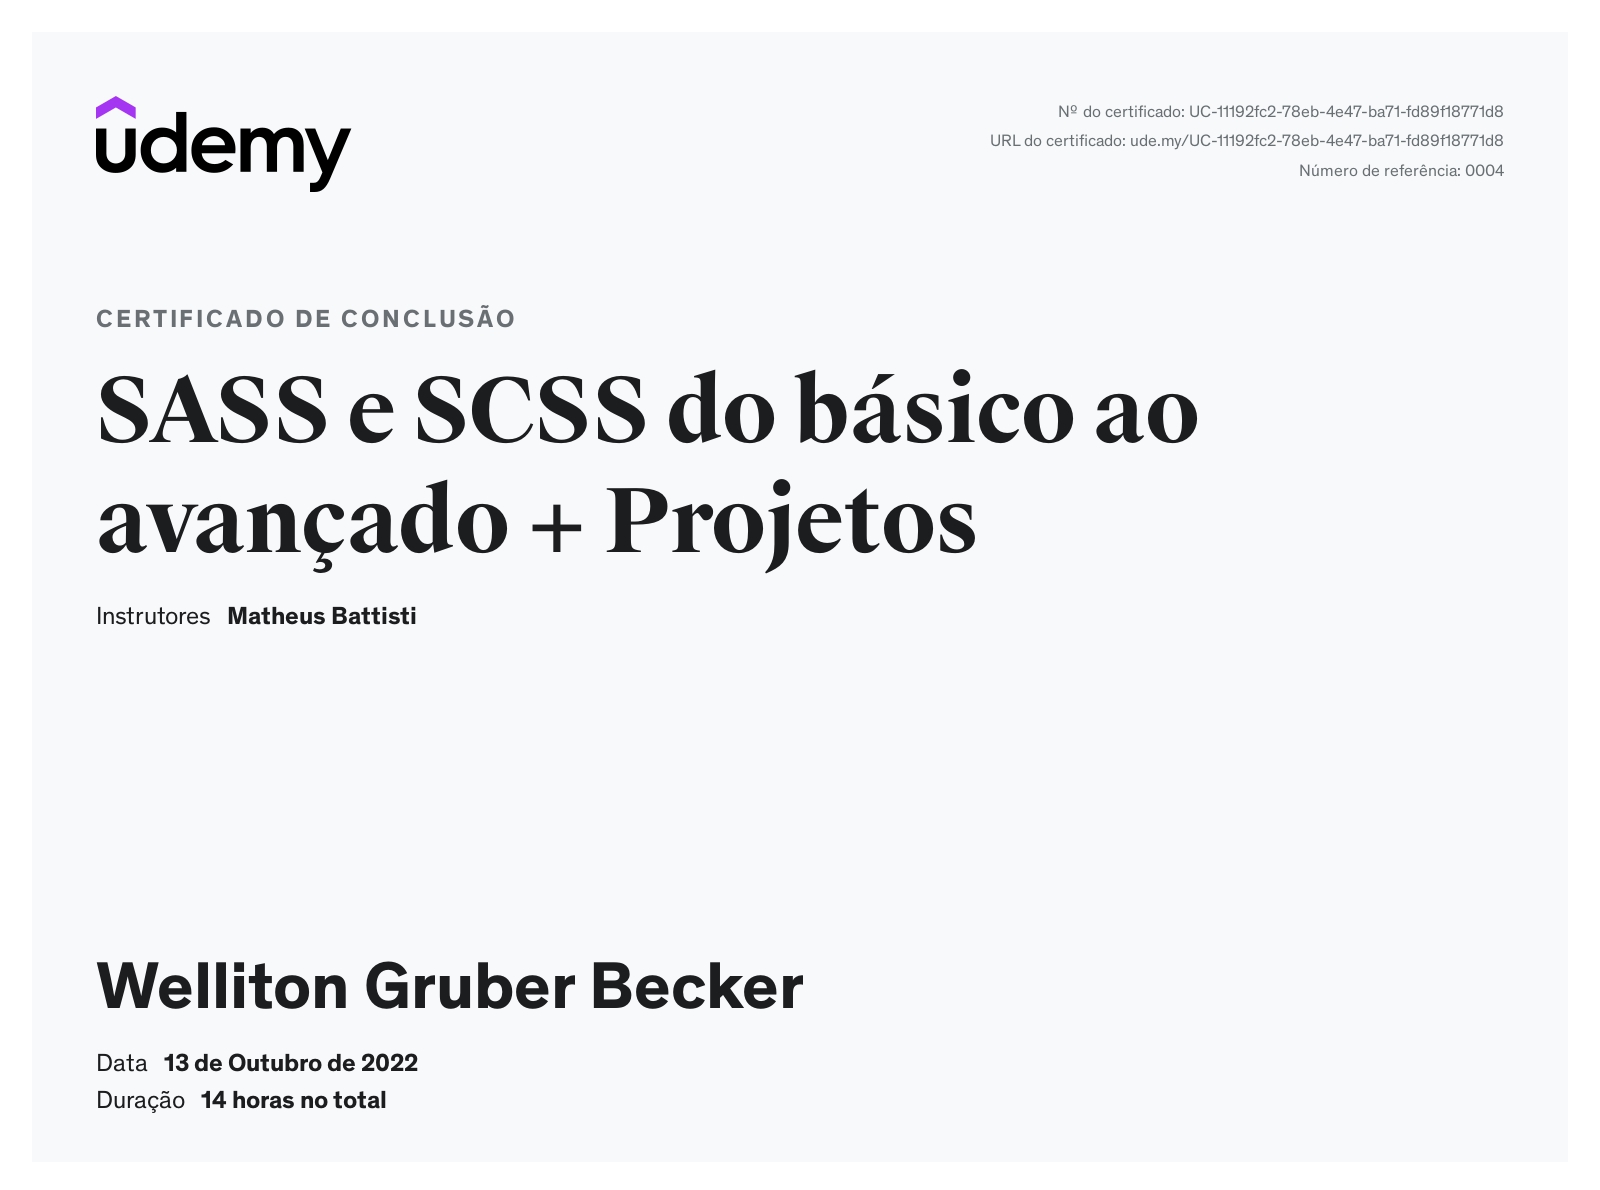 udemy
Nº do certificado: UC-11192fc2-78eb-4e47-ba71-fd89f18771d8
URL do certificado: ude.my/UC-11192fc2-78eb-4e47-ba71-fd89f18771d8
Número de referência: 0004
CERTIFICADO DE CONCLUSÃO
SASS e SCSS do básico ao
avançado + Projetos
Instrutores Matheus Battisti
Welliton Gruber Becker
Data 13 de Outubro de 2022
Duração 14 horas no total